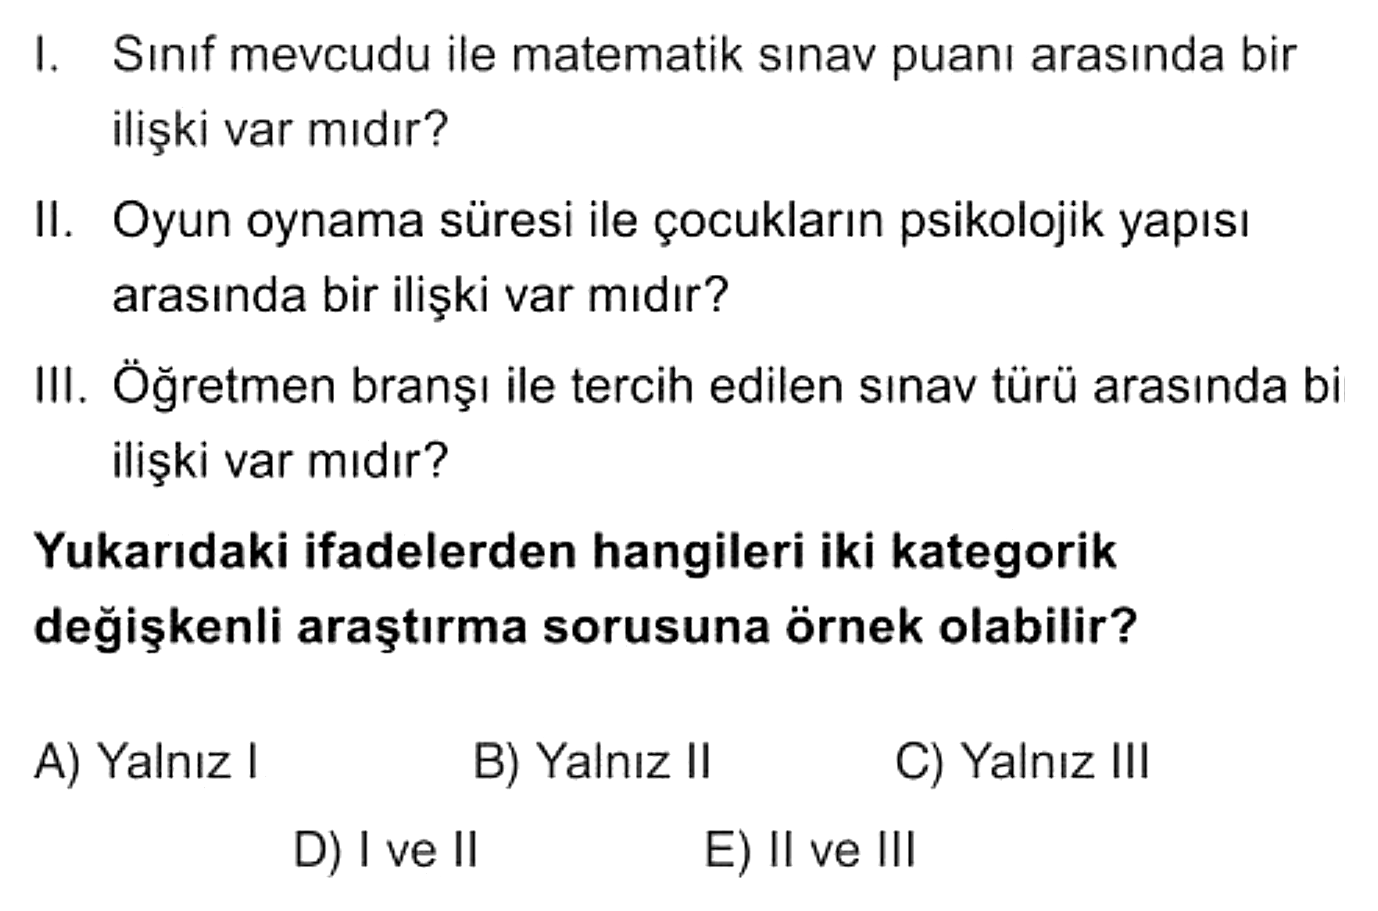 I. Sınıf mevcudu ile matematik sınav puanı arasında bir
ilişki var mıdır?
II. Oyun oynama süresi ile çocukların psikolojik yapısı
arasında bir ilişki var mıdır?
III. Öğretmen branşı ile tercih edilen sınav türü arasında bi
ilişki var mıdır?
Yukarıdaki ifadelerden hangileri iki kategorik
değişkenli araştırma sorusuna örnek olabilir?
A) Yalnız I B) Yalnız II C) Yalnız III
D) I ve II E) II ve III